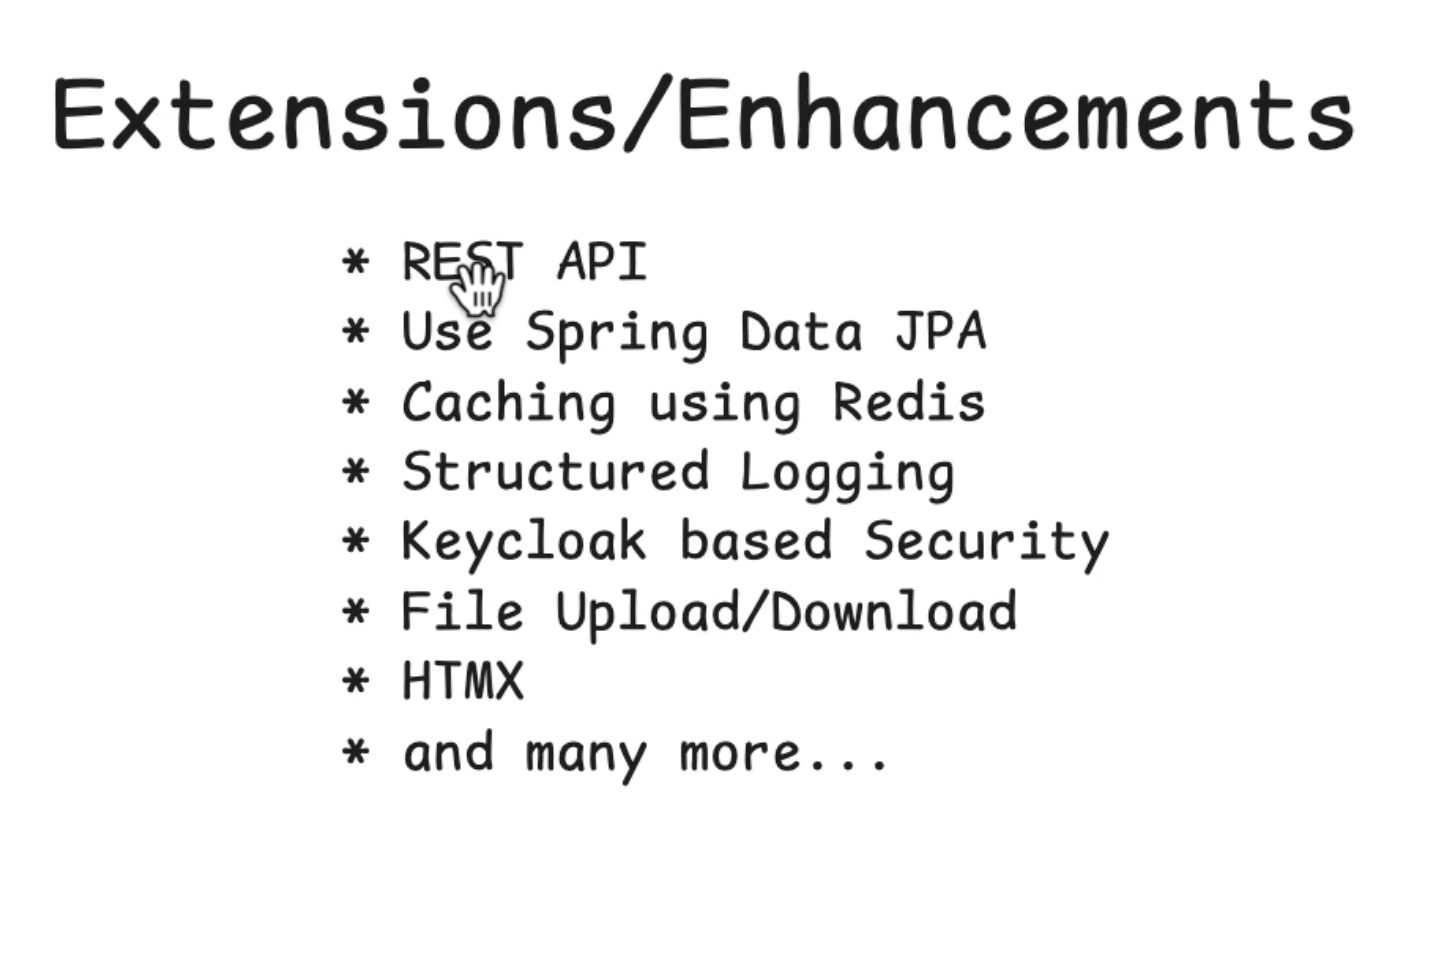 Extensions/Enhancements
* REST API
* Use Spring Data JPA
* Caching using Redis
* Structured Logging
* Keycloak based Security
* File Upload/Download
* HTMX
* and many more...